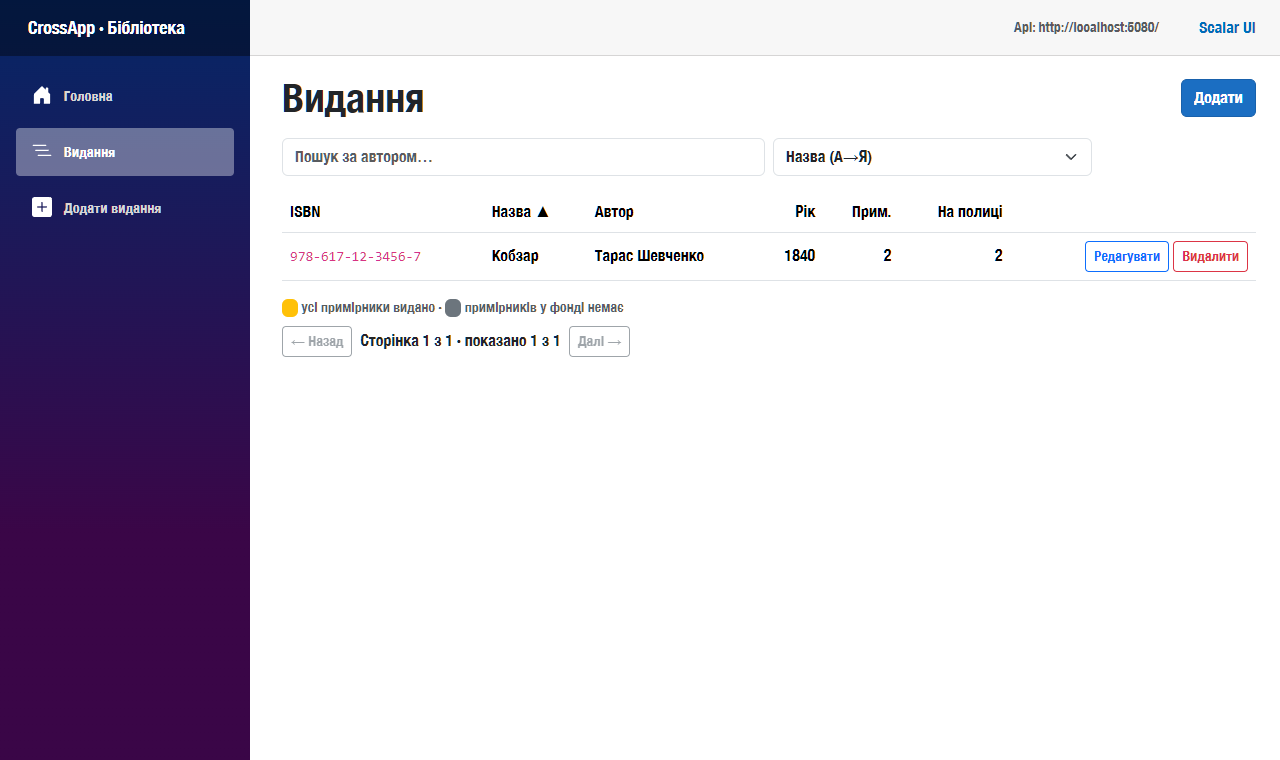 CrossApp • Бібліотека
Api: http://localhost:5080/
Scalar UI
Головна
Видання
Додати видання
Видання
Додати
Пошук за автором…
Назва (А→Я)
ISBN Назва ▲ Автор Рік Прим. На полиці
978-617-12-3456-7 Кобзар Тарас Шевченко 1840 2 2 Редагувати Видалити
усі примірники видано · примірників у фонді немає
← Назад Сторінка 1 з 1 • показано 1 з 1 Далі →